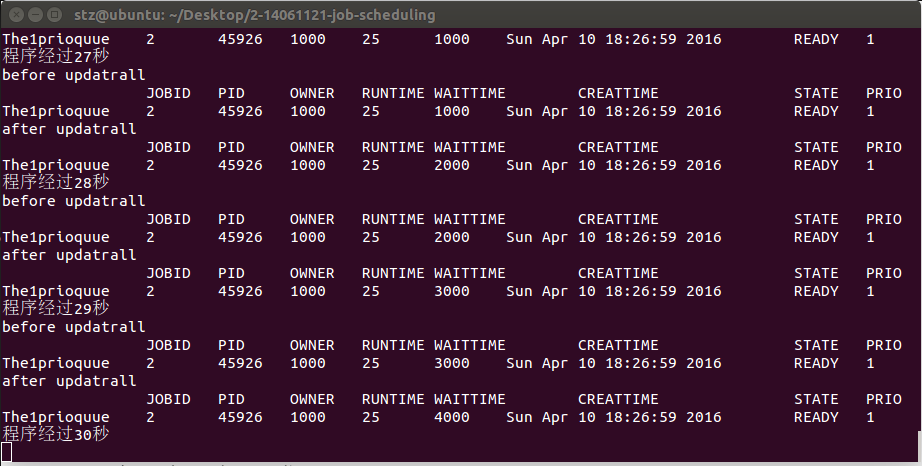 stz@ubuntu: ~/Desktop/2-14061121-job-scheduling
The1prioquue 2 45926 1000 25 1000 Sun Apr 10 18:26:59 2016 READY 1
程序经过27秒
before updatrall
JOBID PID OWNER RUNTIME WAITTIME CREATTIME STATE PRIO
The1prioquue 2 45926 1000 25 1000 Sun Apr 10 18:26:59 2016 READY 1
after updatrall
JOBID PID OWNER RUNTIME WAITTIME CREATTIME STATE PRIO
The1prioquue 2 45926 1000 25 2000 Sun Apr 10 18:26:59 2016 READY 1
程序经过28秒
before updatrall
JOBID PID OWNER RUNTIME WAITTIME CREATTIME STATE PRIO
The1prioquue 2 45926 1000 25 2000 Sun Apr 10 18:26:59 2016 READY 1
after updatrall
JOBID PID OWNER RUNTIME WAITTIME CREATTIME STATE PRIO
The1prioquue 2 45926 1000 25 3000 Sun Apr 10 18:26:59 2016 READY 1
程序经过29秒
before updatrall
JOBID PID OWNER RUNTIME WAITTIME CREATTIME STATE PRIO
The1prioquue 2 45926 1000 25 3000 Sun Apr 10 18:26:59 2016 READY 1
after updatrall
JOBID PID OWNER RUNTIME WAITTIME CREATTIME STATE PRIO
The1prioquue 2 45926 1000 25 4000 Sun Apr 10 18:26:59 2016 READY 1
程序经过30秒